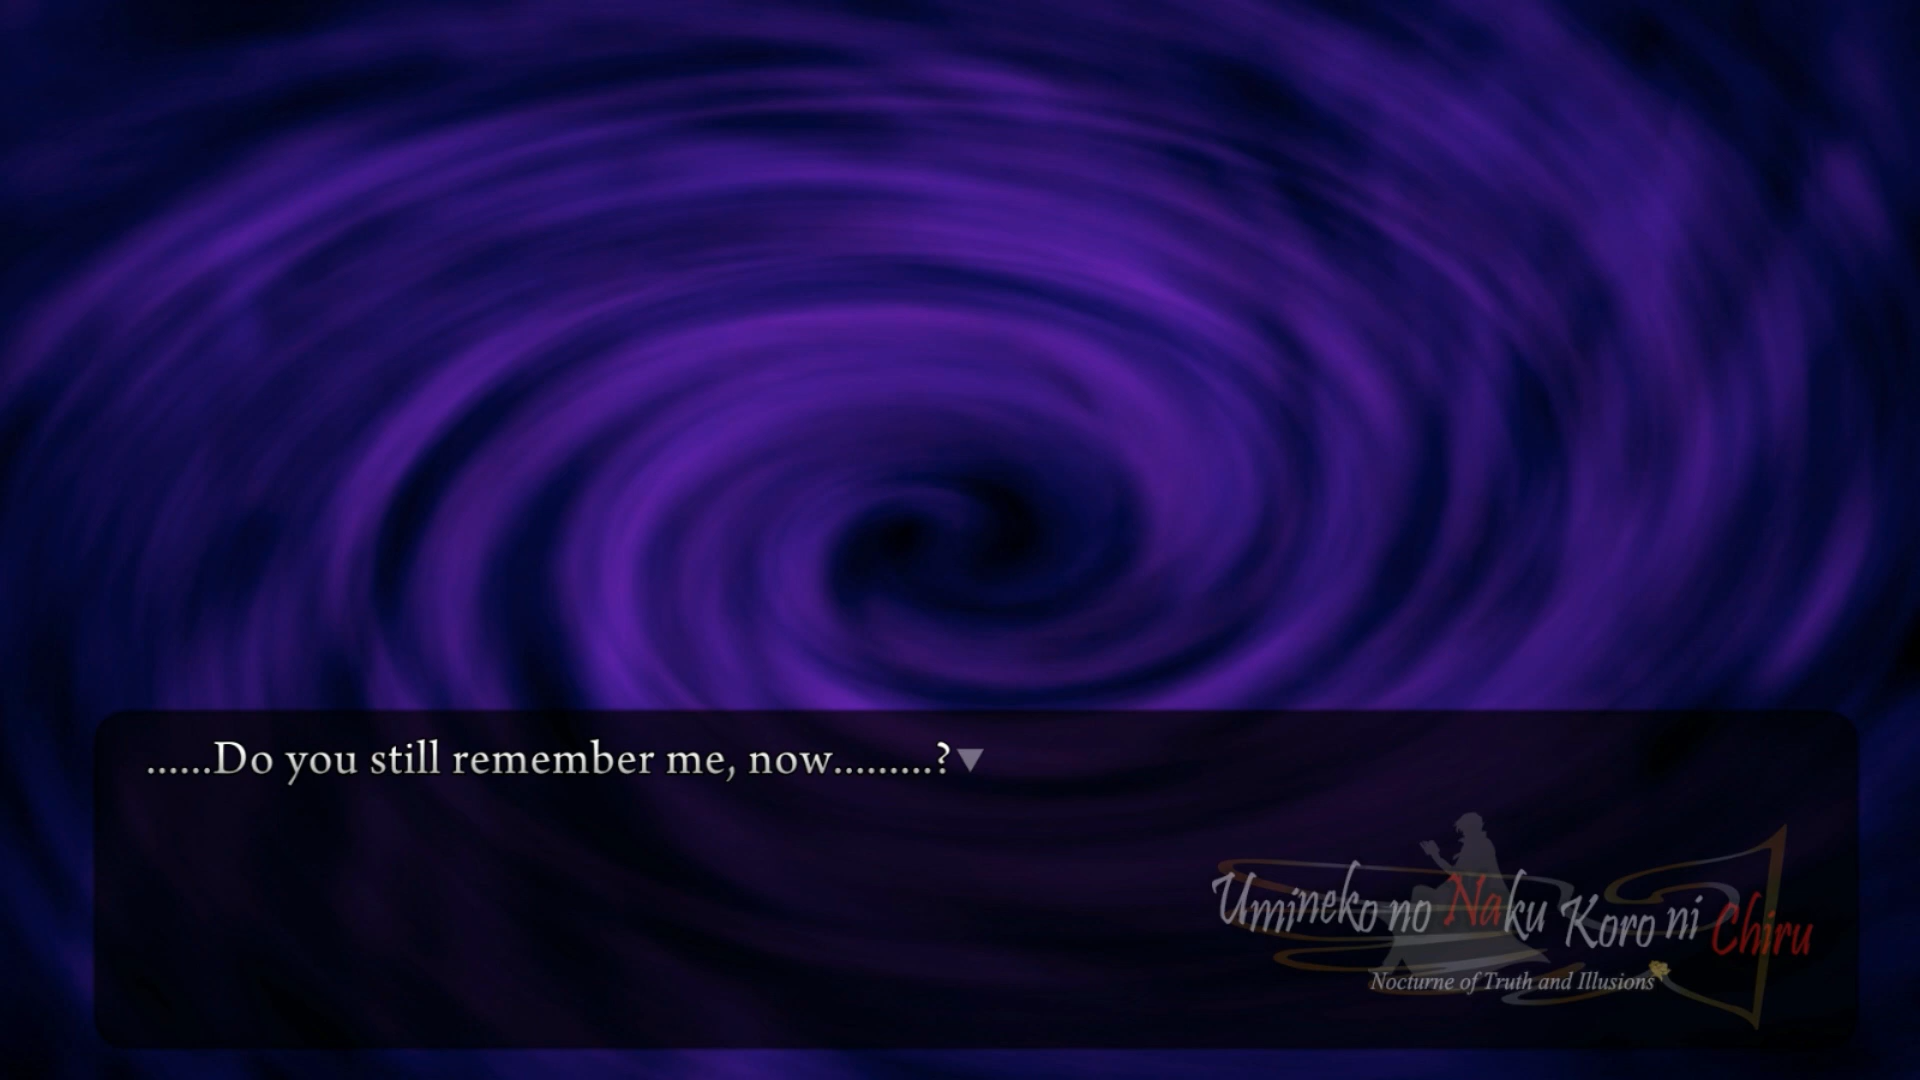 ......Do you still remember me, now.........?
Umineko no Naku Koro ni Chiru
Nocturne of Truth and Illusions